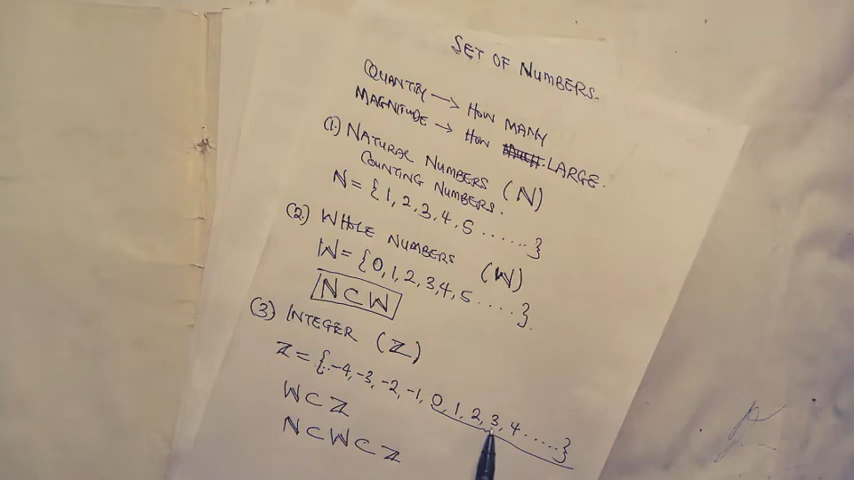 SET OF NUMBERS.
QUANTITY → HOW MANY
MAGNITUDE → HOW MUCH LARGE.
(1) NATURAL NUMBERS (N)
COUNTING NUMBERS.
N = {1, 2, 3, 4, 5 ......}
(2) WHOLE NUMBERS (W)
W = {0, 1, 2, 3, 4, 5 ....}.
N ⊂ W
(3) INTEGER (Z)
Z = {..-4, -3, -2, -1, 0, 1, 2, 3, 4 .....}
W ⊂ Z
N ⊂ W ⊂ Z